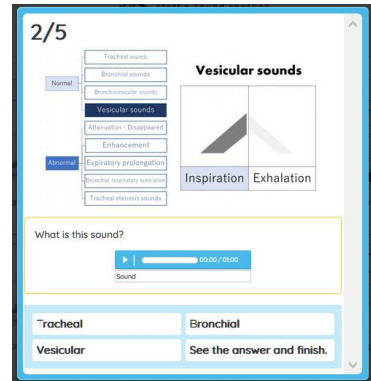 2/5
Tracheal sounds
Bronchial sounds
Normal
Bronchovesicular sounds
Vesicular sounds
Attenuation・Disappeared
Enhancement
Abnormal
Expiratory prolongation
Bronchial respiratory sonication
Tracheal stenosis sounds
Vesicular sounds
Inspiration Exhalation
What is this sound?
00:00 / 01:00
Sound
Tracheal
Bronchial
Vesicular
See the answer and finish.